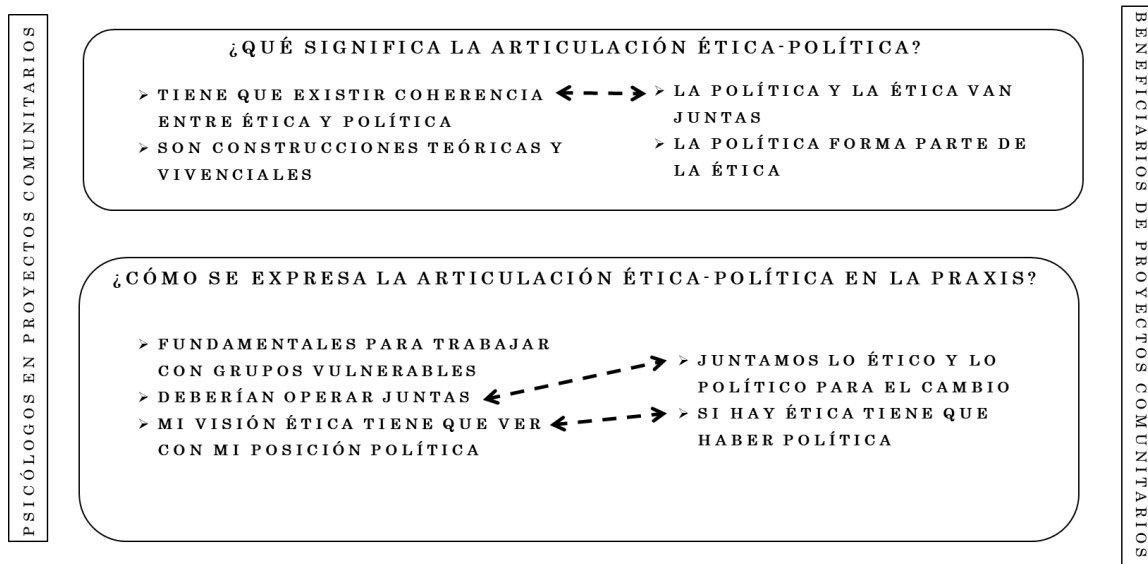 PSICÓLOGOS EN PROYECTOS COMUNITARIOS
¿QUÉ SIGNIFICA LA ARTICULACIÓN ÉTICA-POLÍTICA?
➢ TIENE QUE EXISTIR COHERENCIA
ENTRE ÉTICA Y POLÍTICA
➢ SON CONSTRUCCIONES TEÓRICAS Y
VIVENCIALES
➢ LA POLÍTICA Y LA ÉTICA VAN
JUNTAS
➢ LA POLÍTICA FORMA PARTE DE
LA ÉTICA
¿CÓMO SE EXPRESA LA ARTICULACIÓN ÉTICA-POLÍTICA EN LA PRAXIS?
➢ FUNDAMENTALES PARA TRABAJAR
CON GRUPOS VULNERABLES
➢ DEBERÍAN OPERAR JUNTAS
➢ MI VISIÓN ÉTICA TIENE QUE VER
CON MI POSICIÓN POLÍTICA
➢ JUNTAMOS LO ÉTICO Y LO
POLÍTICO PARA EL CAMBIO
➢ SI HAY ÉTICA TIENE QUE
HABER POLÍTICA
BENEFICIARIOS DE PROYECTOS COMUNITARIOS